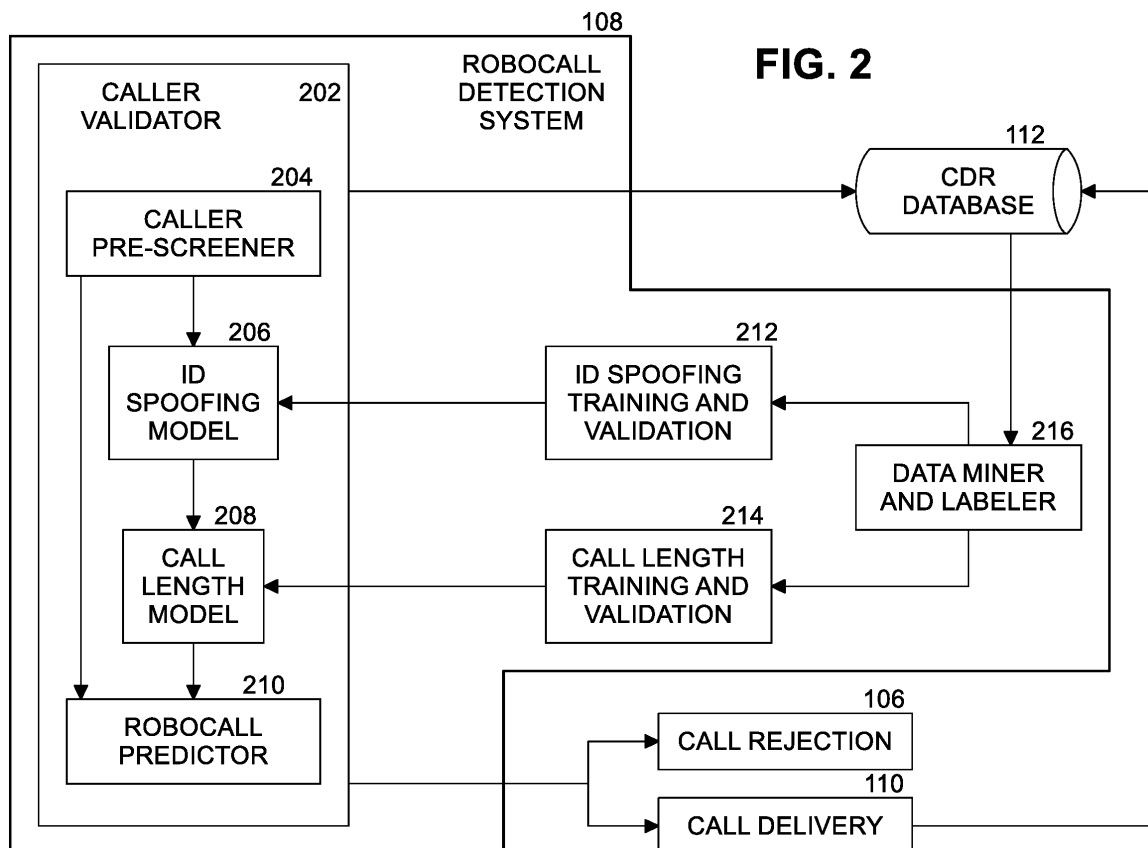 108
FIG. 2
ROBOCALL
DETECTION
SYSTEM
202
CALLER
VALIDATOR
112
CDR
DATABASE
204
CALLER
PRE-SCREENER
206
ID
SPOOFING
MODEL
212
ID SPOOFING
TRAINING AND
VALIDATION
216
DATA MINER
AND LABELER
208
CALL
LENGTH
MODEL
214
CALL LENGTH
TRAINING AND
VALIDATION
210
ROBOCALL
PREDICTOR
106
CALL REJECTION
110
CALL DELIVERY